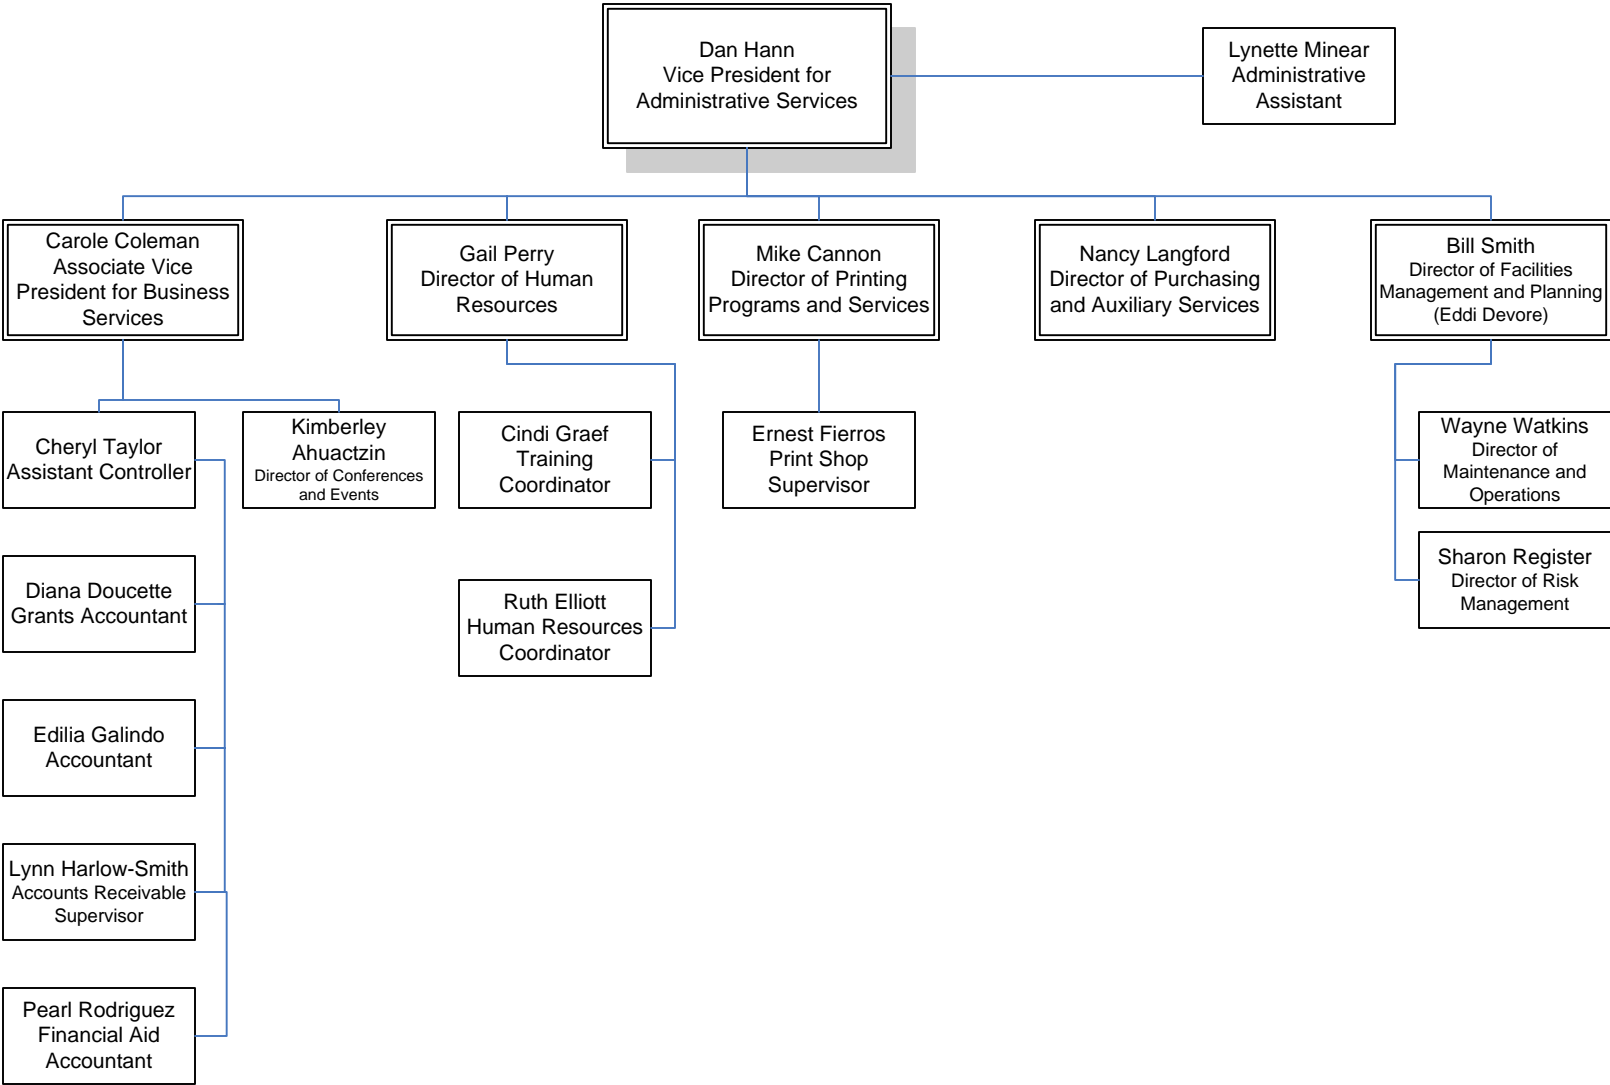 Dan Hann
Vice President for
Administrative Services
Lynette Minear
Administrative
Assistant
Carole Coleman
Associate Vice
President for Business
Services
Gail Perry
Director of Human
Resources
Mike Cannon
Director of Printing
Programs and Services
Nancy Langford
Director of Purchasing
and Auxiliary Services
Bill Smith
Director of Facilities
Management and Planning
(Eddi Devore)
Cheryl Taylor
Assistant Controller
Kimberley
Ahuactzin
Director of Conferences
and Events
Cindi Graef
Training
Coordinator
Ernest Fierros
Print Shop
Supervisor
Wayne Watkins
Director of
Maintenance and
Operations
Diana Doucette
Grants Accountant
Ruth Elliott
Human Resources
Coordinator
Sharon Register
Director of Risk
Management
Edilia Galindo
Accountant
Lynn Harlow-Smith
Accounts Receivable
Supervisor
Pearl Rodriguez
Financial Aid
Accountant